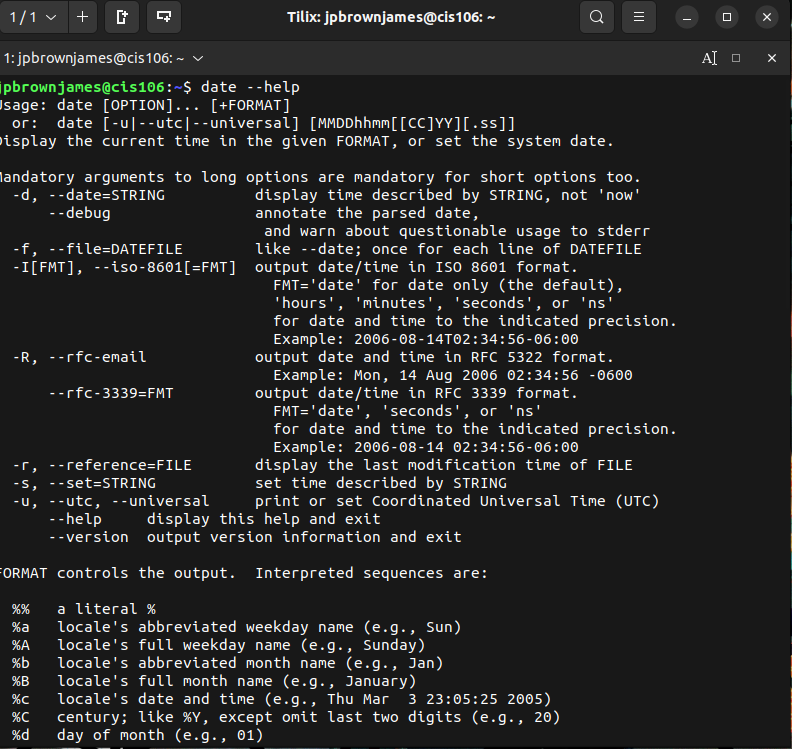 1 / 1
Tilix: jpbrownjames@cis106: ~
1: jpbrownjames@cis106: ~
jpbrownjames@cis106:~$ date --help
Usage: date [OPTION]... [+FORMAT]
  or:  date [-u|--utc|--universal] [MMDDhhmm[[CC]YY][.ss]]
Display the current time in the given FORMAT, or set the system date.

Mandatory arguments to long options are mandatory for short options too.
  -d, --date=STRING          display time described by STRING, not 'now'
      --debug                annotate the parsed date,
                              and warn about questionable usage to stderr
  -f, --file=DATEFILE        like --date; once for each line of DATEFILE
  -I[FMT], --iso-8601[=FMT]  output date/time in ISO 8601 format.
                               FMT='date' for date only (the default),
                               'hours', 'minutes', 'seconds', or 'ns'
                               for date and time to the indicated precision.
                               Example: 2006-08-14T02:34:56-06:00
  -R, --rfc-email            output date and time in RFC 5322 format.
                               Example: Mon, 14 Aug 2006 02:34:56 -0600
      --rfc-3339=FMT         output date/time in RFC 3339 format.
                               FMT='date', 'seconds', or 'ns'
                               for date and time to the indicated precision.
                               Example: 2006-08-14 02:34:56-06:00
  -r, --reference=FILE       display the last modification time of FILE
  -s, --set=STRING           set time described by STRING
  -u, --utc, --universal     print or set Coordinated Universal Time (UTC)
      --help     display this help and exit
      --version  output version information and exit

FORMAT controls the output.  Interpreted sequences are:

  %%   a literal %
  %a   locale's abbreviated weekday name (e.g., Sun)
  %A   locale's full weekday name (e.g., Sunday)
  %b   locale's abbreviated month name (e.g., Jan)
  %B   locale's full month name (e.g., January)
  %c   locale's date and time (e.g., Thu Mar  3 23:05:25 2005)
  %C   century; like %Y, except omit last two digits (e.g., 20)
  %d   day of month (e.g., 01)